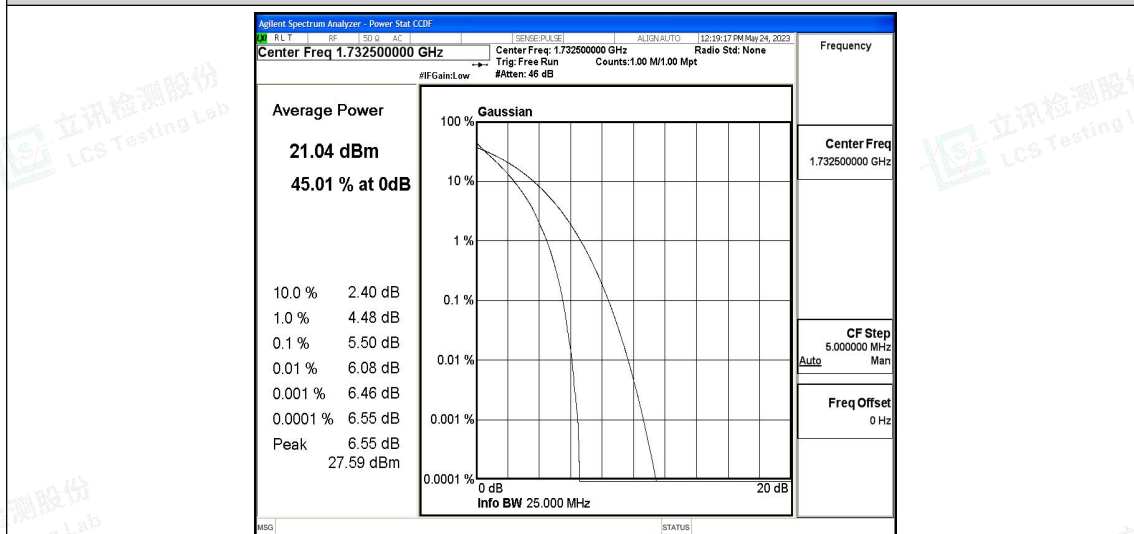 Agilent Spectrum Analyzer - Power Stat CCDF
LXI RLT RF 50 Ω AC SENSE:PULSE ALIGN AUTO 12:19:17 PM May 24, 2023
Center Freq 1.732500000 GHz
Center Freq: 1.732500000 GHz Radio Std: None
Trig: Free Run Counts:1.00 M/1.00 Mpt
#IFGain:Low #Atten: 46 dB
Frequency
Average Power
21.04 dBm
45.01 % at 0dB
10.0 % 2.40 dB
1.0 % 4.48 dB
0.1 % 5.50 dB
0.01 % 6.08 dB
0.001 % 6.46 dB
0.0001 % 6.55 dB
Peak 6.55 dB
27.59 dBm
Gaussian
100 %
10 %
1 %
0.1 %
0.01 %
0.001 %
0.0001 %
0 dB 20 dB
Info BW 25.000 MHz
Center Freq
1.732500000 GHz
CF Step
5.000000 MHz
Auto Man
Freq Offset
0 Hz
MSG STATUS
立讯检测股份
LCS Testing Lab
立讯检测股份
LCS Testing L
测股份
Lab